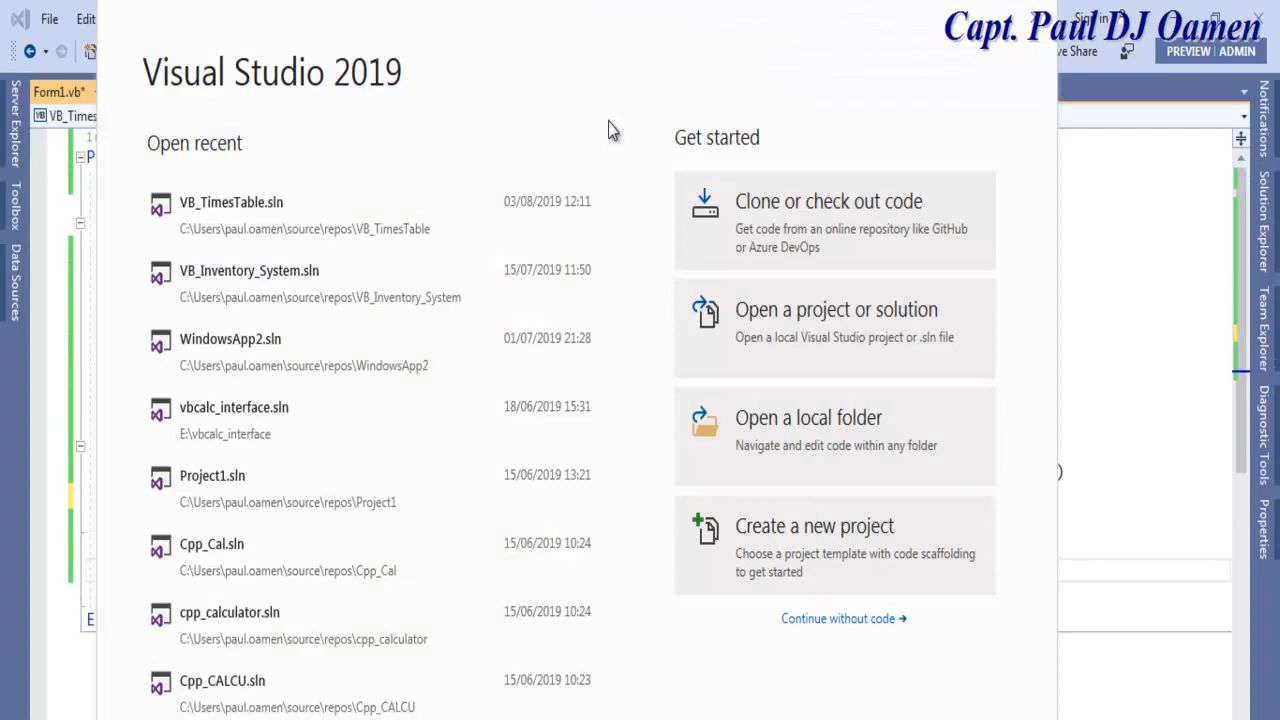 File
Edi
Capt. Paul DJ Oamen
PREVIEW | ADMIN
Form1.vb*
VB_Times
Server Explorer
Toolbox
Data Sources
Visual Studio 2019
Open recent
VB_TimesTable.sln 03/08/2019 12:11
C:\Users\paul.oamen\source\repos\VB_TimesTable
VB_Inventory_System.sln 15/07/2019 11:50
C:\Users\paul.oamen\source\repos\VB_Inventory_System
WindowsApp2.sln 01/07/2019 21:28
C:\Users\paul.oamen\source\repos\WindowsApp2
vbcalc_interface.sln 18/06/2019 15:31
E:\vbcalc_interface
Project1.sln 15/06/2019 13:21
C:\Users\paul.oamen\source\repos\Project1
Cpp_Cal.sln 15/06/2019 10:24
C:\Users\paul.oamen\source\repos\Cpp_Cal
cpp_calculator.sln 15/06/2019 10:24
C:\Users\paul.oamen\source\repos\cpp_calculator
Cpp_CALCU.sln 15/06/2019 10:23
C:\Users\paul.oamen\source\repos\Cpp_CALCU
Get started
Clone or check out code
Get code from an online repository like GitHub
or Azure DevOps
Open a project or solution
Open a local Visual Studio project or .sln file
Open a local folder
Navigate and edit code within any folder
Create a new project
Choose a project template with code scaffolding
to get started
Continue without code →
Notifications
Solution Explorer
Team Explorer
Diagnostic Tools
Properties